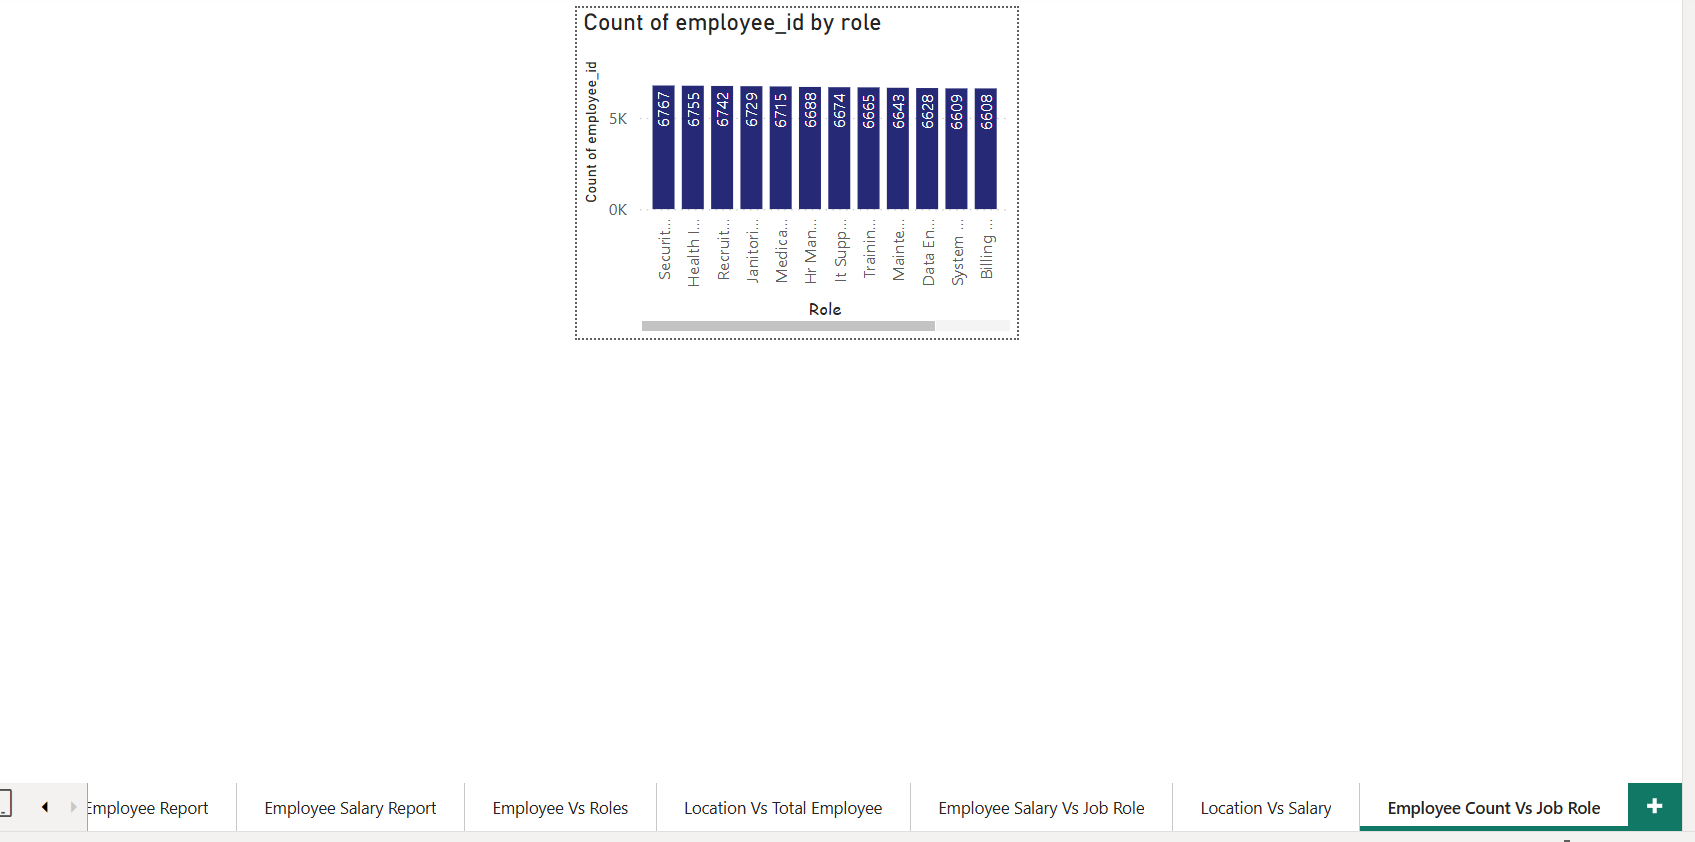 Count of employee_id by role
Count of employee_id
5K
0K
6767
6755
6742
6729
6715
6688
6674
6665
6643
6628
6609
6608
Securit...
Health I...
Recruit...
Janitori...
Medica...
Hr Man...
It Supp...
Trainin...
Mainte...
Data En...
System ...
Billing ...
Role
Employee Report
Employee Salary Report
Employee Vs Roles
Location Vs Total Employee
Employee Salary Vs Job Role
Location Vs Salary
Employee Count Vs Job Role